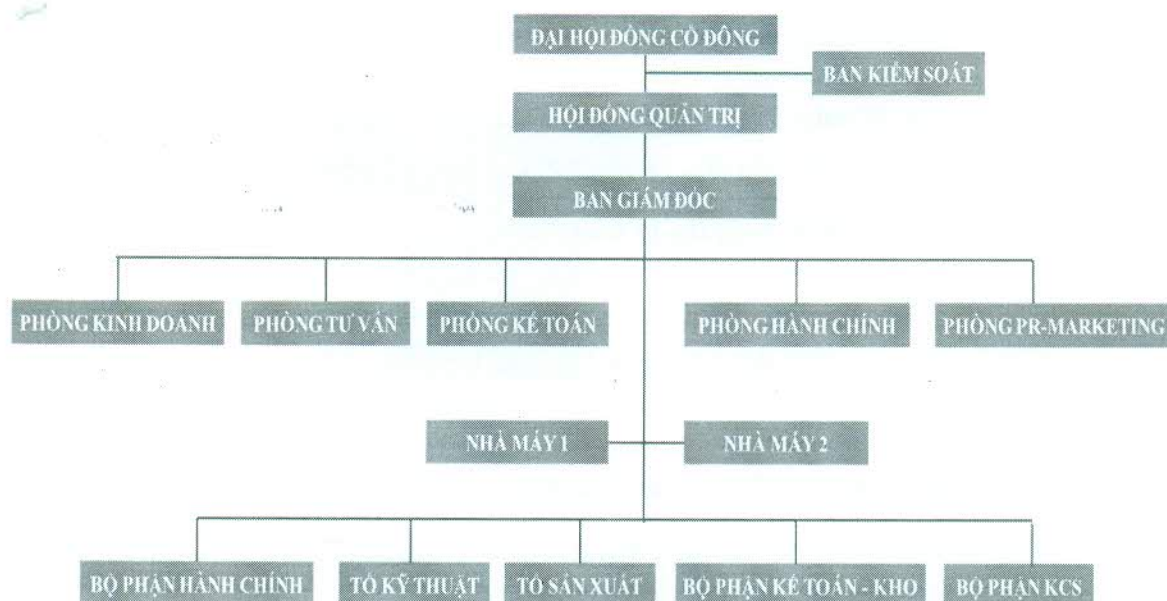 ĐẠI HỘI ĐỒNG CỔ ĐÔNG
BAN KIỂM SOÁT
HỘI ĐỒNG QUẢN TRỊ
BAN GIÁM ĐỐC
PHÒNG KINH DOANH
PHÒNG TƯ VẤN
PHÒNG KẾ TOÁN
PHÒNG HÀNH CHÍNH
PHÒNG PR-MARKETING
NHÀ MÁY 1
NHÀ MÁY 2
BỘ PHẬN HÀNH CHÍNH
TỔ KỸ THUẬT
TỔ SẢN XUẤT
BỘ PHẬN KẾ TOÁN - KHO
BỘ PHẬN KCS